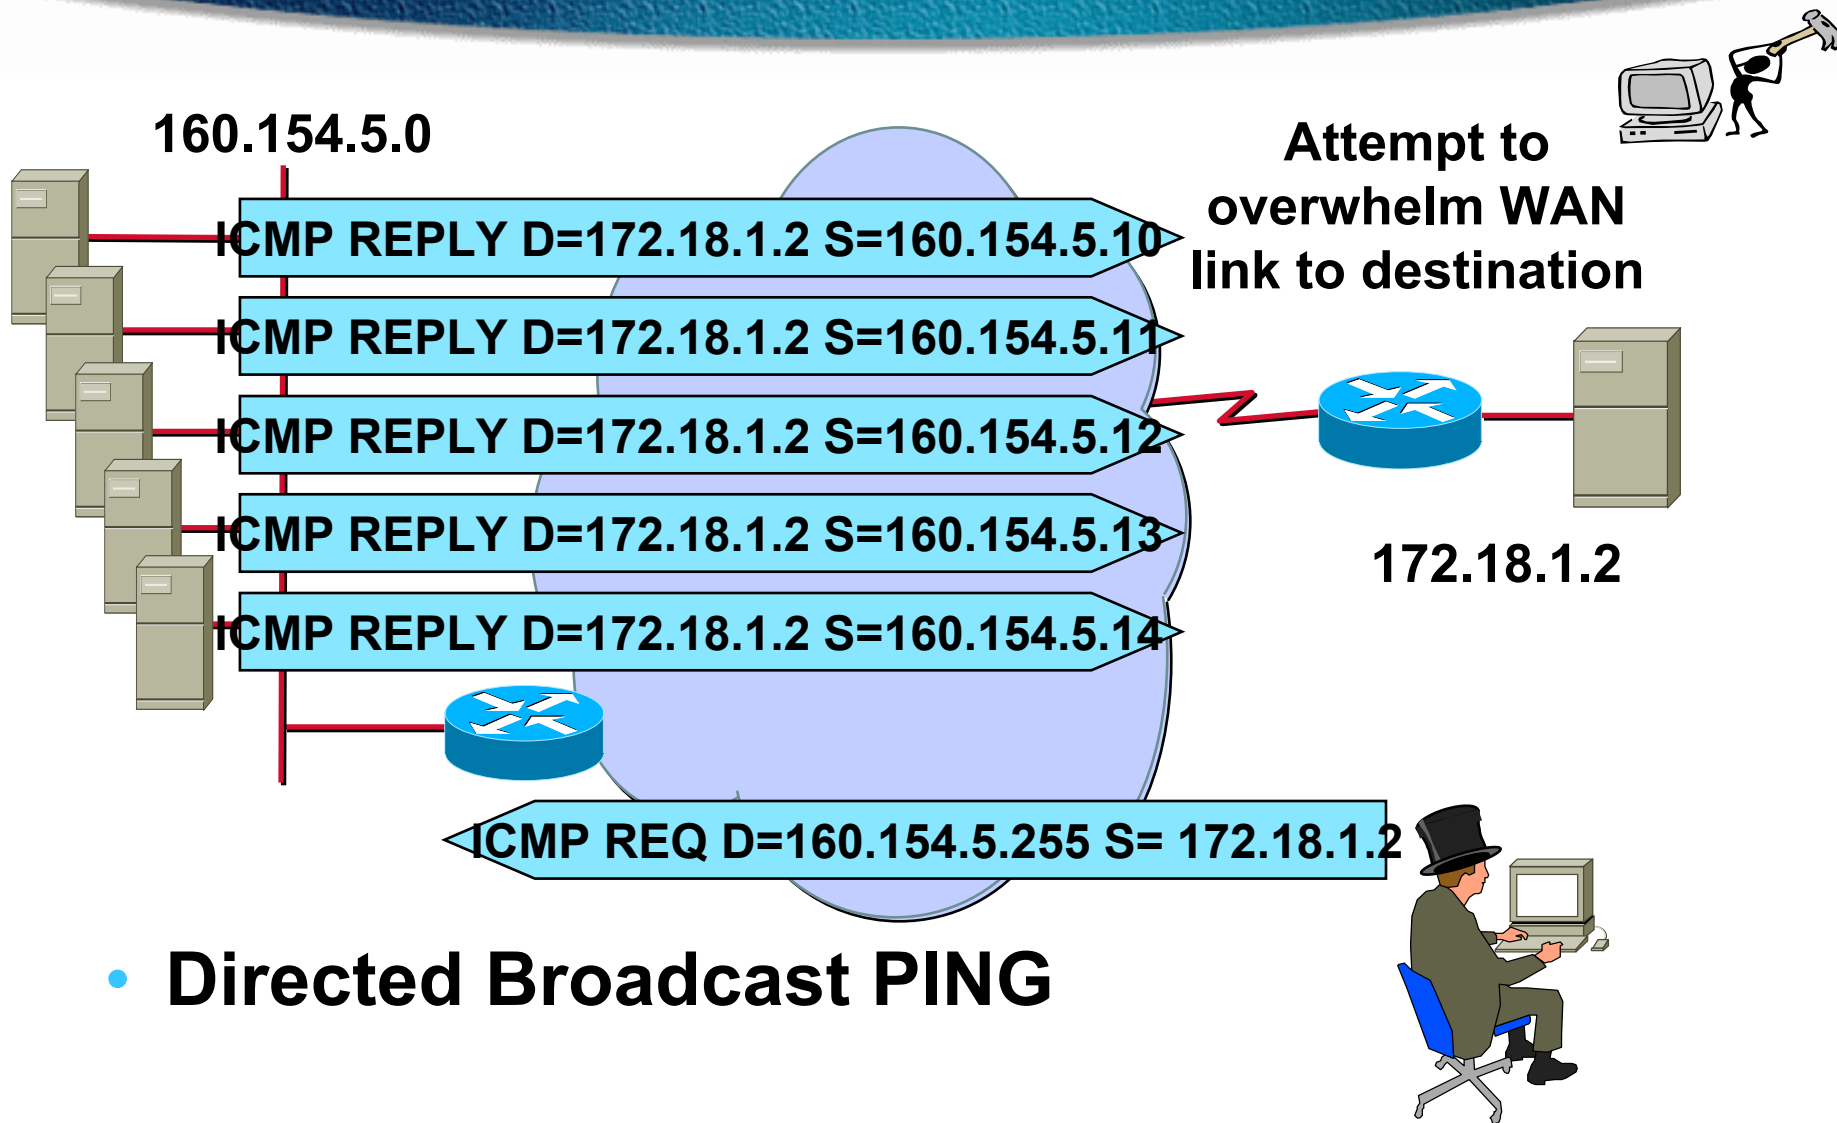 160.154.5.0
Attempt to
overwhelm WAN
link to destination
ICMP REPLY D=172.18.1.2 S=160.154.5.10
ICMP REPLY D=172.18.1.2 S=160.154.5.11
ICMP REPLY D=172.18.1.2 S=160.154.5.12
ICMP REPLY D=172.18.1.2 S=160.154.5.13
172.18.1.2
ICMP REPLY D=172.18.1.2 S=160.154.5.14
ICMP REQ D=160.154.5.255 S= 172.18.1.2
• Directed Broadcast PING